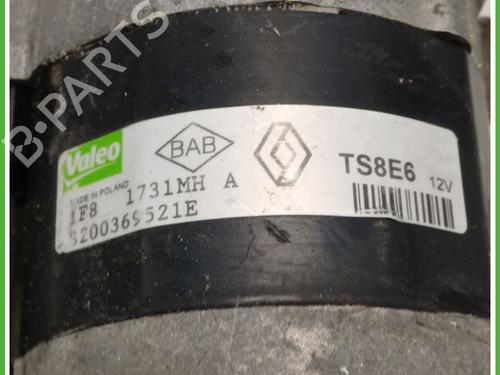 B-Parts
Valeo
BAB
MADE IN POLAND
1F8 1731MH A
8200369521E
TS8E6 12V